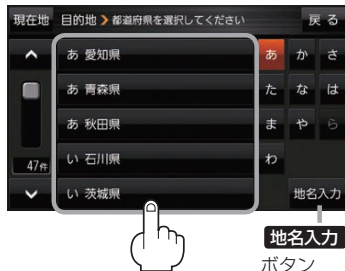 現在地 目的地 都道府県を選択してください 戻る
あ 愛知県 あ か さ
あ 青森県 た な は
あ 秋田県 ま や ら
い 石川県 わ
47件
い 茨城県 地名入力
地名入力
ボタン